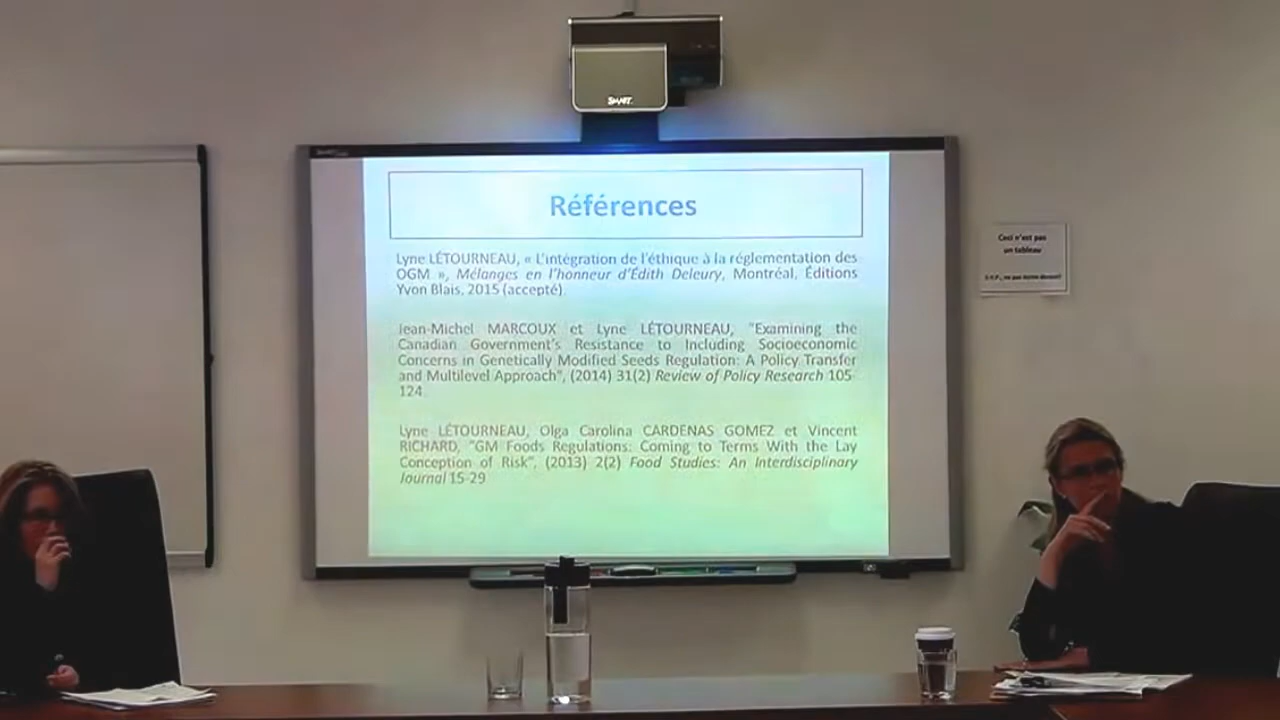 SMART
Références
Lyne LÉTOURNEAU, « L'intégration de l'éthique à la réglementation des
OGM », Mélanges en l'honneur d'Édith Deleury, Montréal, Éditions
Yvon Blais, 2015 (accepté).
Jean-Michel MARCOUX et Lyne LÉTOURNEAU, "Examining the
Canadian Government's Resistance to Including Socioeconomic
Concerns in Genetically Modified Seeds Regulation: A Policy Transfer
and Multilevel Approach", (2014) 31(2) Review of Policy Research 105-
124.
Lyne LÉTOURNEAU, Olga Carolina CÁRDENAS GOMEZ et Vincent
RICHARD, "GM Foods Regulations: Coming to Terms With the Lay
Conception of Risk", (2013) 2(2) Food Studies: An Interdisciplinary
Journal 15-29
Ceci n'est pas
un tableau